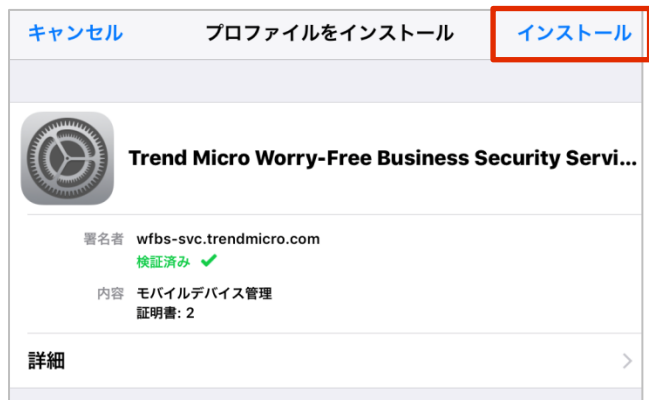 キャンセル プロファイルをインストール インストール
Trend Micro Worry-Free Business Security Servi...
署名者 wfbs-svc.trendmicro.com
検証済み
内容 モバイルデバイス管理
証明書: 2
詳細